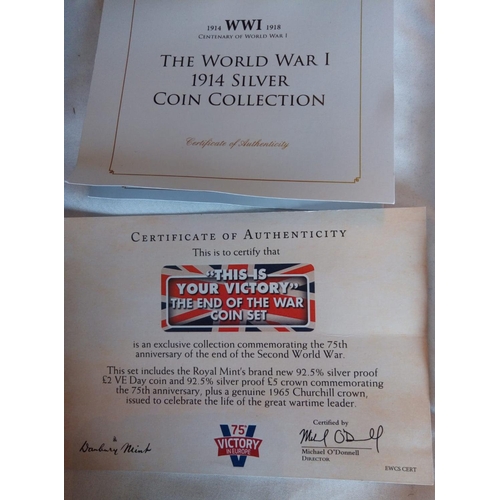 1914 WWI 1918
CENTENARY OF WORLD WAR I
THE WORLD WAR I
1914 SILVER
COIN COLLECTION
Certificate of Authenticity
CERTIFICATE OF AUTHENTICITY
This is to certify that
"THIS IS
YOUR VICTORY"
THE END OF THE WAR
COIN SET
is an exclusive collection commemorating the 75th
anniversary of the end of the Second World War.
This set includes the Royal Mint's brand new 92.5% silver proof
£2 VE Day coin and 92.5% silver proof £5 crown commemorating
the 75th anniversary, plus a genuine 1965 Churchill crown,
issued to celebrate the life of the great wartime leader.
Danbury Mint
75th
VICTORY
IN EUROPE
Certified by
Michael O'Donnell
DIRECTOR
EWCS CERT